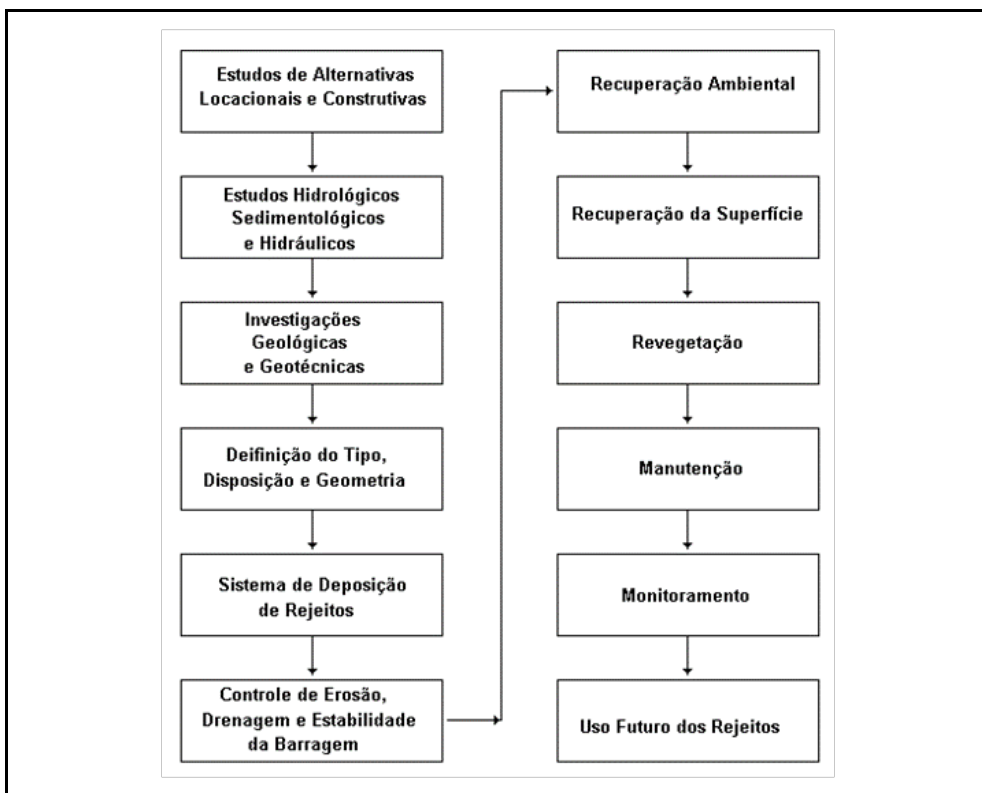 Estudos de Alternativas
Locacionais e Construtivas
Estudos Hidrológicos
Sedimentológicos
e Hidráulicos
Investigações
Geológicas
e Geotécnicas
Deifinição do Tipo,
Disposição e Geometria
Sistema de Deposição
de Rejeitos
Controle de Erosão,
Drenagem e Estabilidade
da Barragem
Recuperação Ambiental
Recuperação da Superfície
Revegetação
Manutenção
Monitoramento
Uso Futuro dos Rejeitos